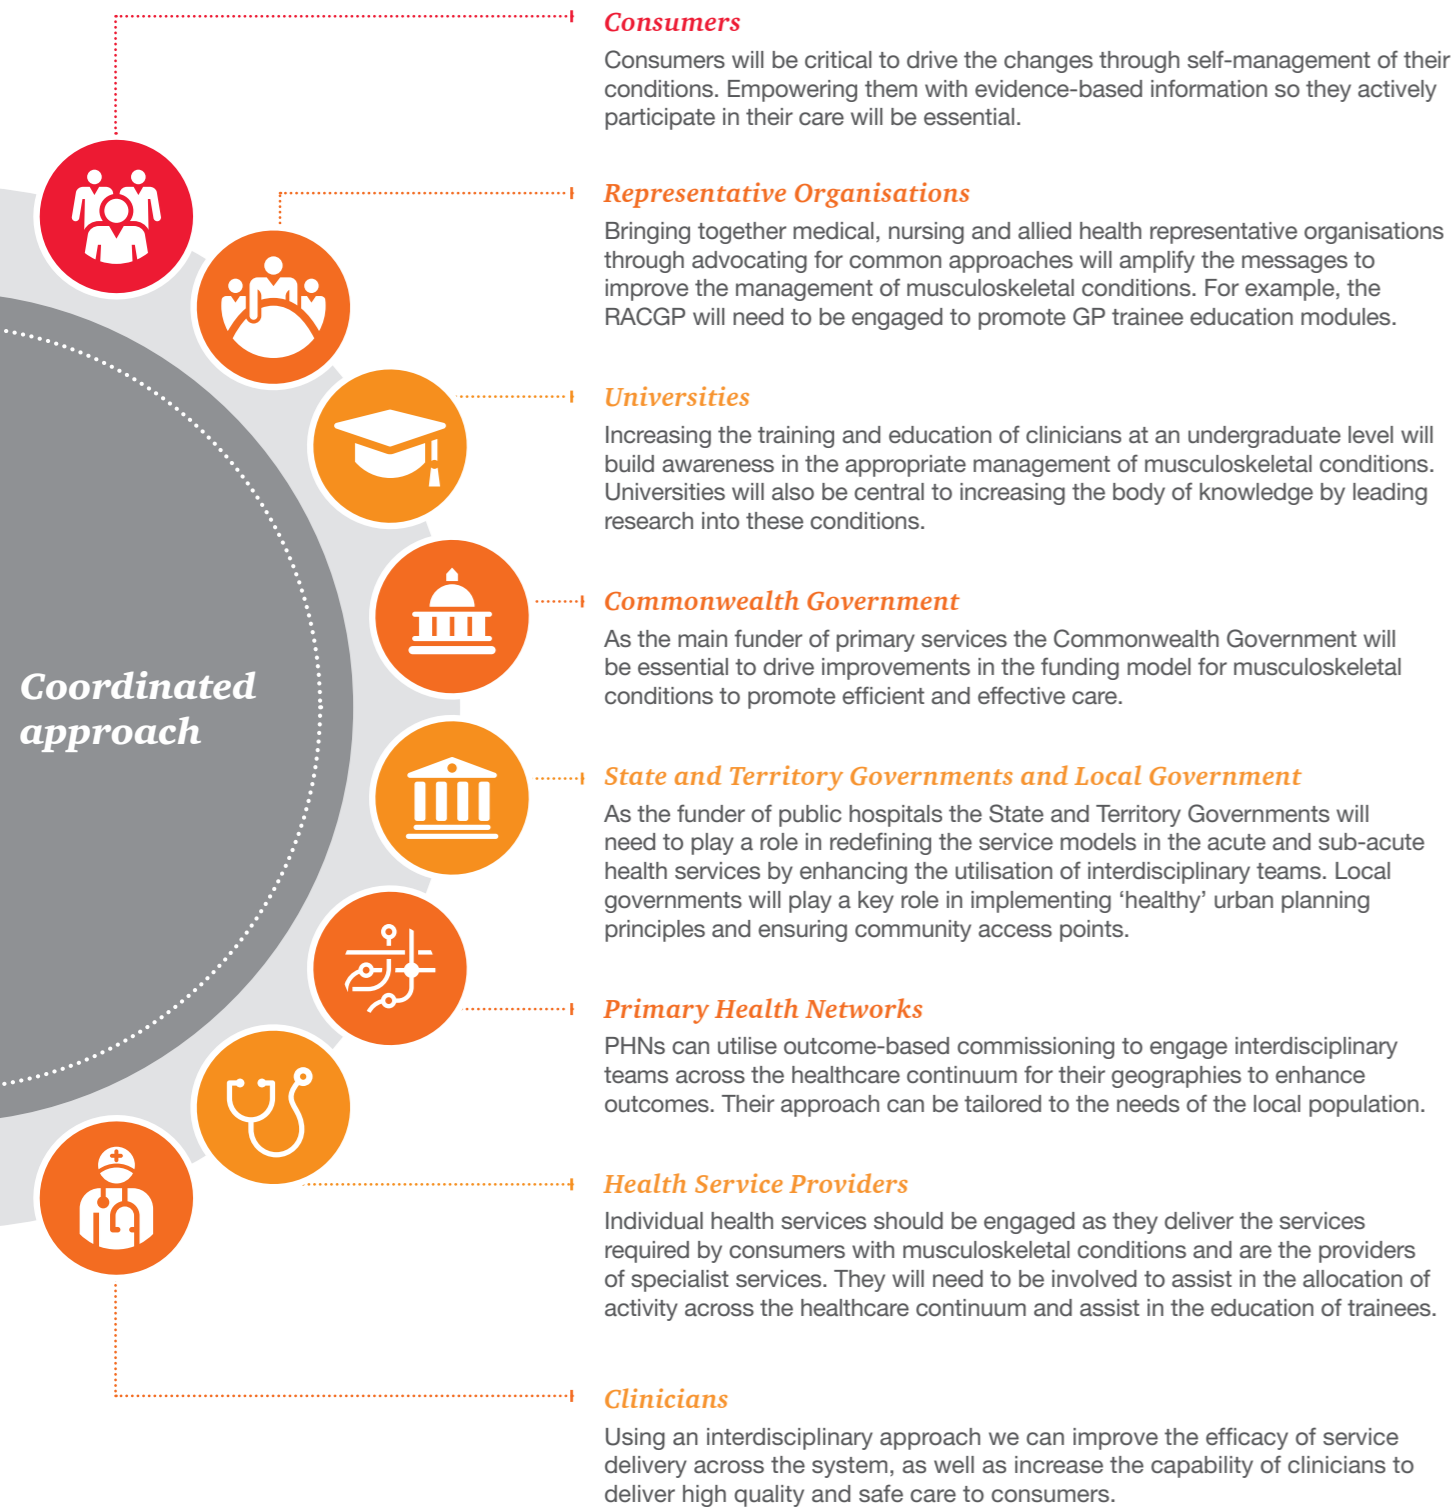 Consumers
Consumers will be critical to drive the changes through self-management of their
conditions. Empowering them with evidence-based information so they actively
participate in their care will be essential.
Representative Organisations
Bringing together medical, nursing and allied health representative organisations
through advocating for common approaches will amplify the messages to
improve the management of musculoskeletal conditions. For example, the
RACGP will need to be engaged to promote GP trainee education modules.
Universities
Increasing the training and education of clinicians at an undergraduate level will
build awareness in the appropriate management of musculoskeletal conditions.
Universities will also be central to increasing the body of knowledge by leading
research into these conditions.
Commonwealth Government
As the main funder of primary services the Commonwealth Government will
be essential to drive improvements in the funding model for musculoskeletal
conditions to promote efficient and effective care.
Coordinated
approach
State and Territory Governments and Local Government
As the funder of public hospitals the State and Territory Governments will
need to play a role in redefining the service models in the acute and sub-acute
health services by enhancing the utilisation of interdisciplinary teams. Local
governments will play a key role in implementing ‘healthy’ urban planning
principles and ensuring community access points.
Primary Health Networks
PHNs can utilise outcome-based commissioning to engage interdisciplinary
teams across the healthcare continuum for their geographies to enhance
outcomes. Their approach can be tailored to the needs of the local population.
Health Service Providers
Individual health services should be engaged as they deliver the services
required by consumers with musculoskeletal conditions and are the providers
of specialist services. They will need to be involved to assist in the allocation of
activity across the healthcare continuum and assist in the education of trainees.
Clinicians
Using an interdisciplinary approach we can improve the efficacy of service
delivery across the system, as well as increase the capability of clinicians to
deliver high quality and safe care to consumers.